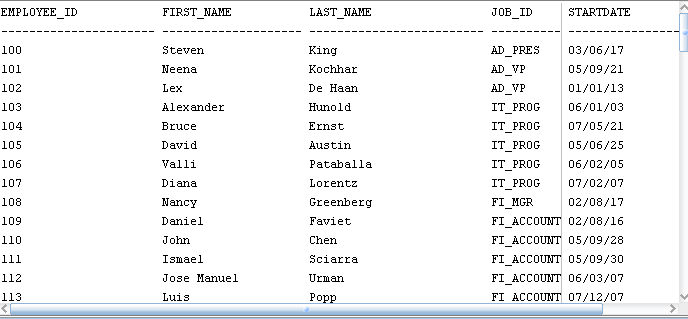 EMPLOYEE_ID FIRST_NAME LAST_NAME JOB_ID STARTDATE
100 Steven King AD_PRES 03/06/17
101 Neena Kochhar AD_VP 05/09/21
102 Lex De Haan AD_VP 01/01/13
103 Alexander Hunold IT_PROG 06/01/03
104 Bruce Ernst IT_PROG 07/05/21
105 David Austin IT_PROG 05/06/25
106 Valli Pataballa IT_PROG 06/02/05
107 Diana Lorentz IT_PROG 07/02/07
108 Nancy Greenberg FI_MGR 02/08/17
109 Daniel Faviet FI_ACCOUNT 02/08/16
110 John Chen FI_ACCOUNT 05/09/28
111 Ismael Sciarra FI_ACCOUNT 05/09/30
112 Jose Manuel Urman FI_ACCOUNT 06/03/07
113 Luis Popp FI_ACCOUNT 07/12/07